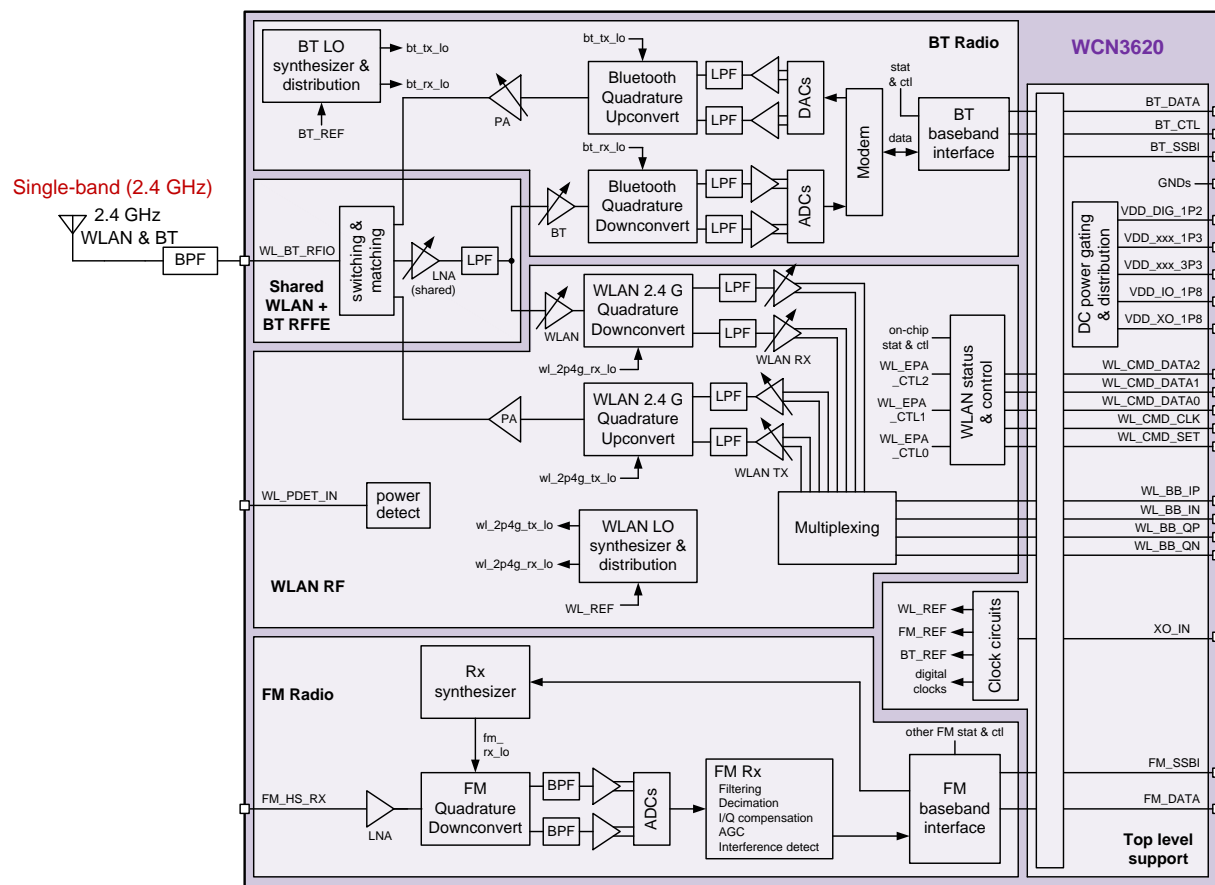 WCN3620
BT Radio
BT LO
synthesizer &
distribution
bt_tx_lo
bt_rx_lo
BT_REF
PA
bt_tx_lo
Bluetooth
Quadrature
Upconvert
LPF
LPF
DACs
bt_rx_lo
Bluetooth
Quadrature
Downconvert
LPF
LPF
ADCs
Modem
stat
& ctl
data
BT
baseband
interface
BT
BT_DATA
BT_CTL
BT_SSBI
GNDs
DC power gating
& distribution
VDD_DIG_1P2
VDD_xxx_1P3
VDD_xxx_3P3
VDD_IO_1P8
VDD_XO_1P8
Single-band (2.4 GHz)
2.4 GHz
WLAN & BT
BPF
WL_BT_RFIO
switching &
matching
LNA
(shared)
LPF
Shared
WLAN +
BT RFFE
WLAN
WLAN 2.4 G
Quadrature
Downconvert
wl_2p4g_rx_lo
LPF
LPF
WLAN RX
PA
WLAN 2.4 G
Quadrature
Upconvert
wl_2p4g_tx_lo
LPF
LPF
WLAN TX
on-chip
stat & ctl
WL_EPA
_CTL2
WL_EPA
_CTL1
WL_EPA
_CTL0
WLAN status
& control
WL_CMD_DATA2
WL_CMD_DATA1
WL_CMD_DATA0
WL_CMD_CLK
WL_CMD_SET
WL_PDET_IN
power
detect
wl_2p4g_tx_lo
wl_2p4g_rx_lo
WLAN LO
synthesizer &
distribution
WL_REF
Multiplexing
WL_BB_IP
WL_BB_IN
WL_BB_QP
WL_BB_QN
WLAN RF
WL_REF
FM_REF
BT_REF
digital
clocks
Clock circuits
XO_IN
FM Radio
Rx
synthesizer
fm_
rx_lo
FM_HS_RX
LNA
FM
Quadrature
Downconvert
BPF
BPF
ADCs
FM Rx
Filtering
Decimation
I/Q compensation
AGC
Interference detect
other FM stat & ctl
FM
baseband
interface
FM_SSBI
FM_DATA
Top level
support